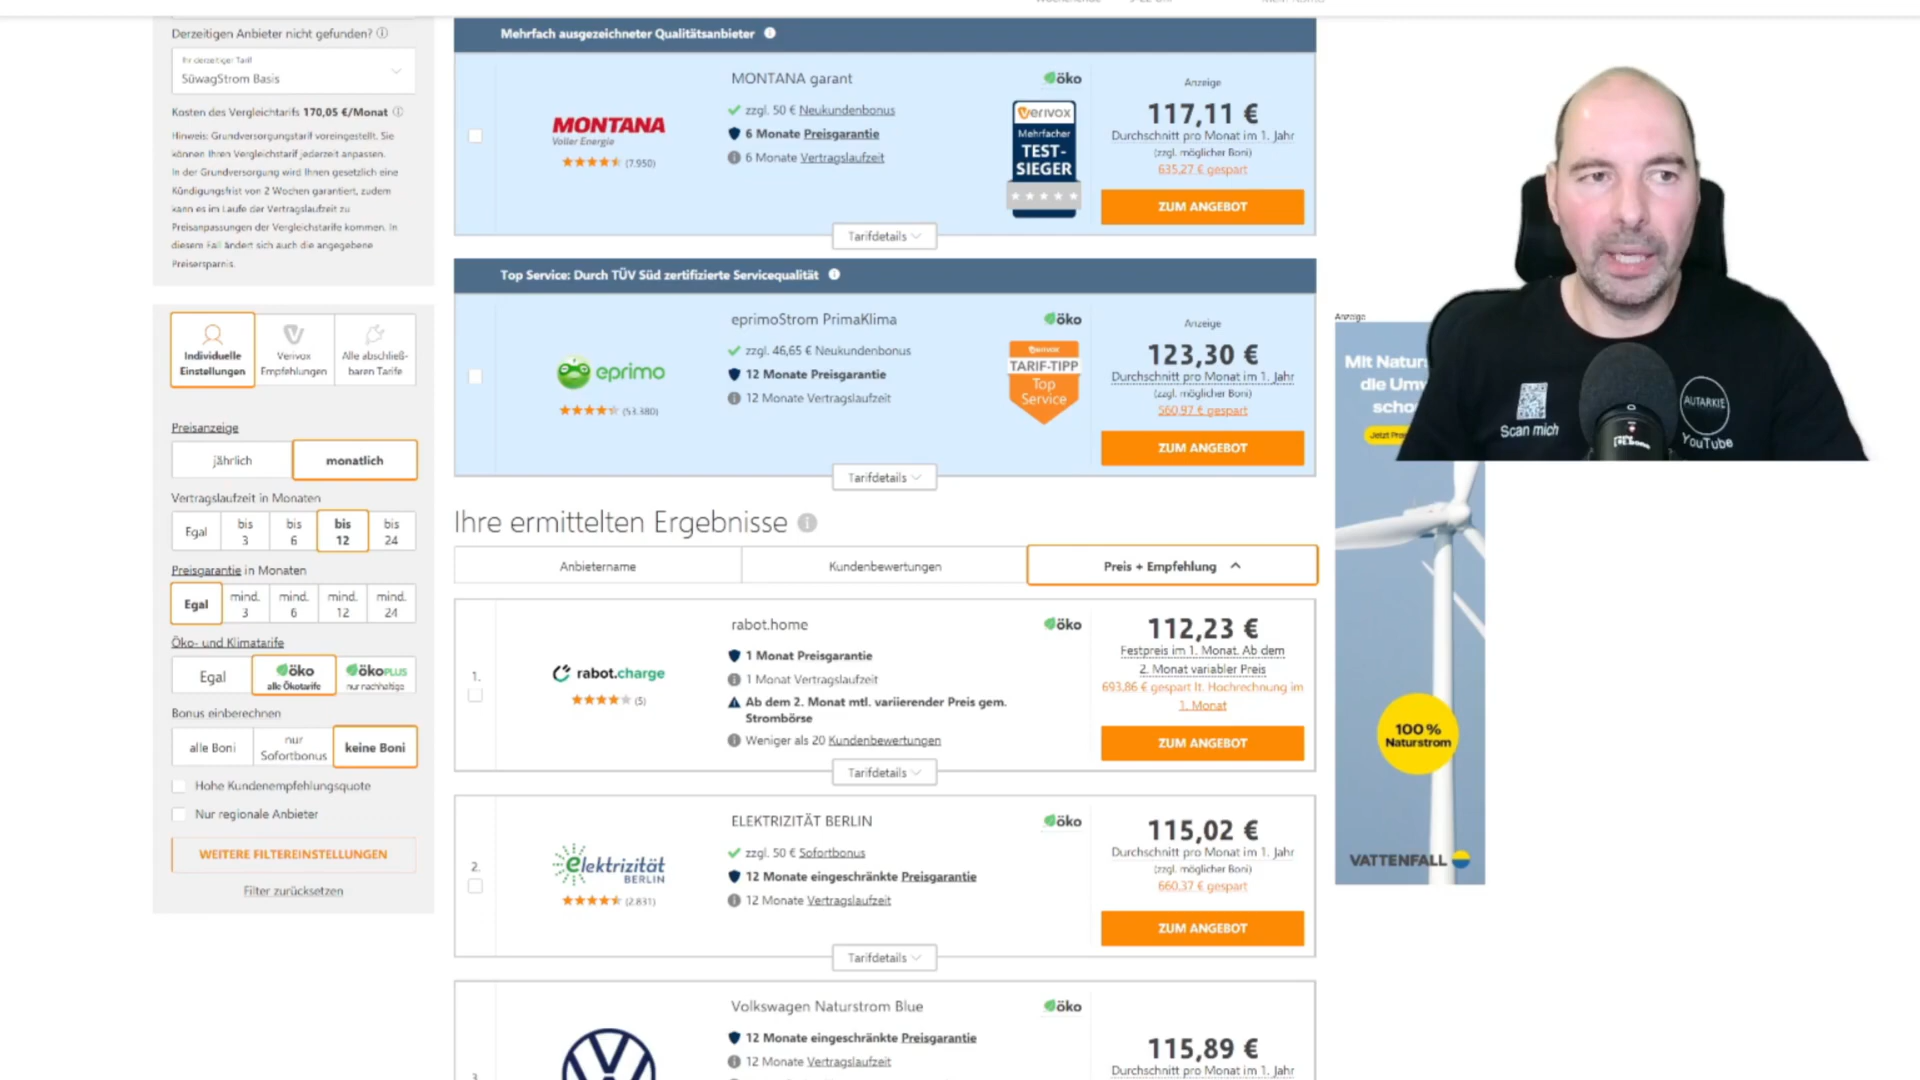 Derzeitigen Anbieter nicht gefunden?
Ihr derzeitiger Tarif
SüwagStrom Basis
Kosten des Vergleichtarifs 170,05 €/Monat
Hinweis: Grundversorgungstarif voreingestellt. Sie
können Ihren Vergleichstarif jederzeit anpassen.
In der Grundversorgung wird Ihnen gesetzlich eine
Kündigungsfrist von 2 Wochen garantiert, zudem
kann es im Laufe der Vertragslaufzeit zu
Preisanpassungen der Vergleichstarife kommen. In
diesem Fall ändert sich auch die angegebene
Preisersparnis.
Individuelle
Einstellungen
Verivox
Empfehlungen
Alle abschließ-
baren Tarife
Preisanzeige
jährlich
monatlich
Vertragslaufzeit in Monaten
Egal
bis
3
bis
6
bis
12
bis
24
Preisgarantie in Monaten
Egal
mind.
3
mind.
6
mind.
12
mind.
24
Öko- und Klimatarife
Egal
öko
alle Ökotarife
ökoPLUS
nur nachhaltige
Bonus einberechnen
alle Boni
nur
Sofortbonus
keine Boni
Hohe Kundenempfehlungsquote
Nur regionale Anbieter
WEITERE FILTEREINSTELLUNGEN
Filter zurücksetzen
Mehrfach ausgezeichneter Qualitätsanbieter
MONTANA
Voller Energie
(7.950)
MONTANA garant
zzgl. 50 € Neukundenbonus
6 Monate Preisgarantie
6 Monate Vertragslaufzeit
öko
Verivox
Mehrfacher
TEST-
SIEGER
Anzeige
117,11 €
Durchschnitt pro Monat im 1. Jahr
(zzgl. möglicher Boni)
635,27 € gespart
ZUM ANGEBOT
Tarifdetails
Top Service: Durch TÜV Süd zertifizierte Servicequalität
eprimo
(53.380)
eprimoStrom PrimaKlima
zzgl. 46,65 € Neukundenbonus
12 Monate Preisgarantie
12 Monate Vertragslaufzeit
öko
Verivox
TARIF-TIPP
Top
Service
Anzeige
123,30 €
Durchschnitt pro Monat im 1. Jahr
(zzgl. möglicher Boni)
560,97 € gespart
ZUM ANGEBOT
Tarifdetails
Ihre ermittelten Ergebnisse
Anbietername
Kundenbewertungen
Preis + Empfehlung
1.
rabot.charge
(5)
rabot.home
1 Monat Preisgarantie
1 Monat Vertragslaufzeit
Ab dem 2. Monat mtl. variierender Preis gem.
Strombörse
Weniger als 20 Kundenbewertungen
öko
112,23 €
Festpreis im 1. Monat. Ab dem
2. Monat variabler Preis
693,86 € gespart lt. Hochrechnung im
1. Monat
ZUM ANGEBOT
Tarifdetails
2.
elektrizität
BERLIN
(2.831)
ELEKTRIZITÄT BERLIN
zzgl. 50 € Sofortbonus
12 Monate eingeschränkte Preisgarantie
12 Monate Vertragslaufzeit
öko
115,02 €
Durchschnitt pro Monat im 1. Jahr
(zzgl. möglicher Boni)
660,37 € gespart
ZUM ANGEBOT
Tarifdetails
3.
Volkswagen Naturstrom Blue
12 Monate eingeschränkte Preisgarantie
12 Monate Vertragslaufzeit
öko
115,89 €
Durchschnitt pro Monat im 1. Jahr
Anzeige
Mit Natur
die Um
scho
Jetzt
100 %
Naturstrom
VATTENFALL
Scan mich
AUTARKIE
YouTube